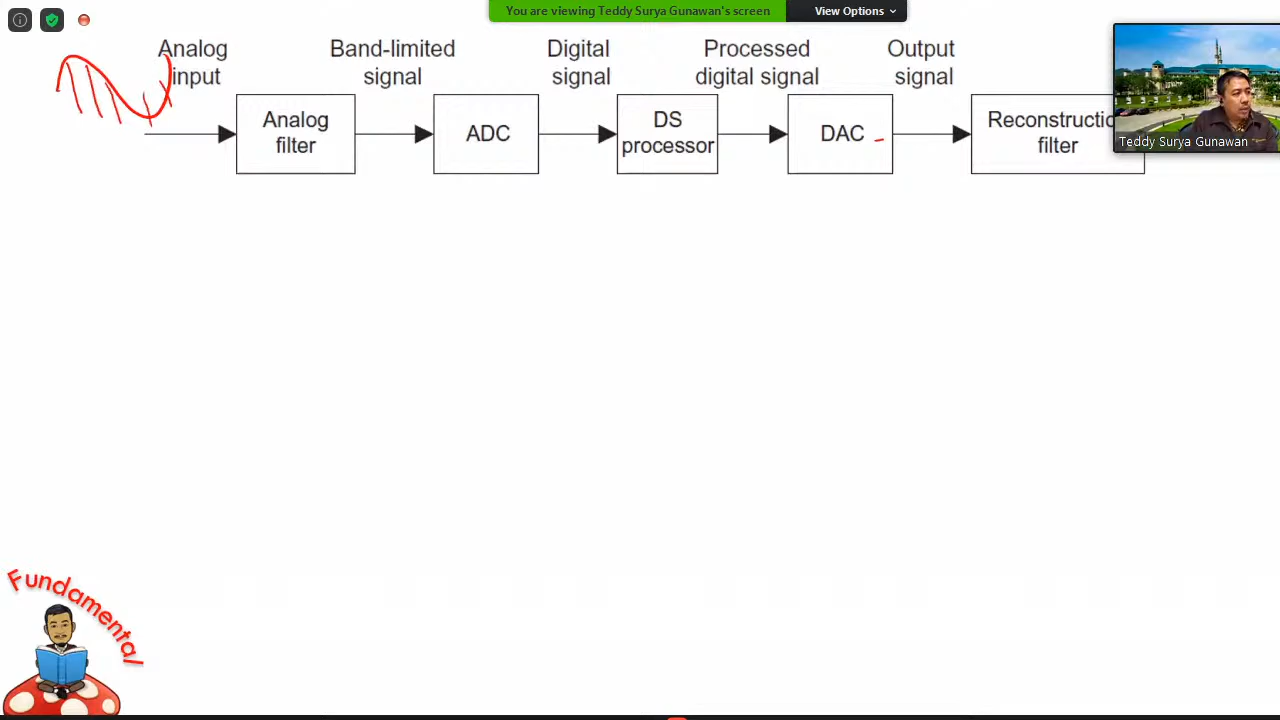 You are viewing Teddy Surya Gunawan's screen
View Options
Analog
input
Band-limited
signal
Digital
signal
Processed
digital signal
Output
signal
Analog
filter
ADC
DS
processor
DAC
Reconstructio
filter
Teddy Surya Gunawan
Fundamental